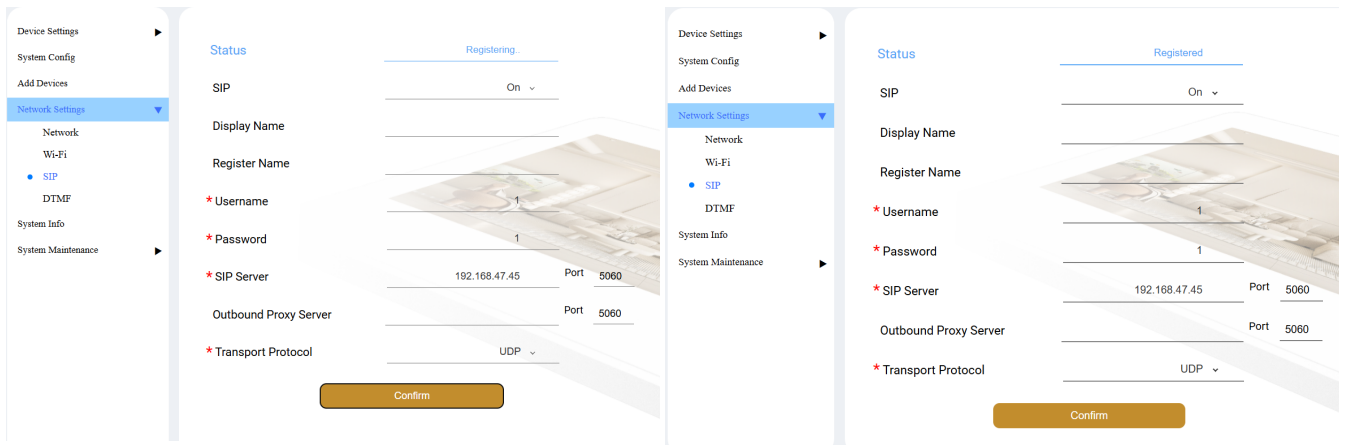 Device Settings
System Config
Add Devices
Network Settings
Network
Wi-Fi
SIP
DTMF
System Info
System Maintenance
Status Registering..
SIP On
Display Name
Register Name
* Username 1
* Password 1
* SIP Server 192.168.47.45 Port 5060
Outbound Proxy Server Port 5060
* Transport Protocol UDP
Confirm
Device Settings
System Config
Add Devices
Network Settings
Network
Wi-Fi
SIP
DTMF
System Info
System Maintenance
Status Registered
SIP On
Display Name
Register Name
* Username 1
* Password 1
* SIP Server 192.168.47.45 Port 5060
Outbound Proxy Server Port 5060
* Transport Protocol UDP
Confirm